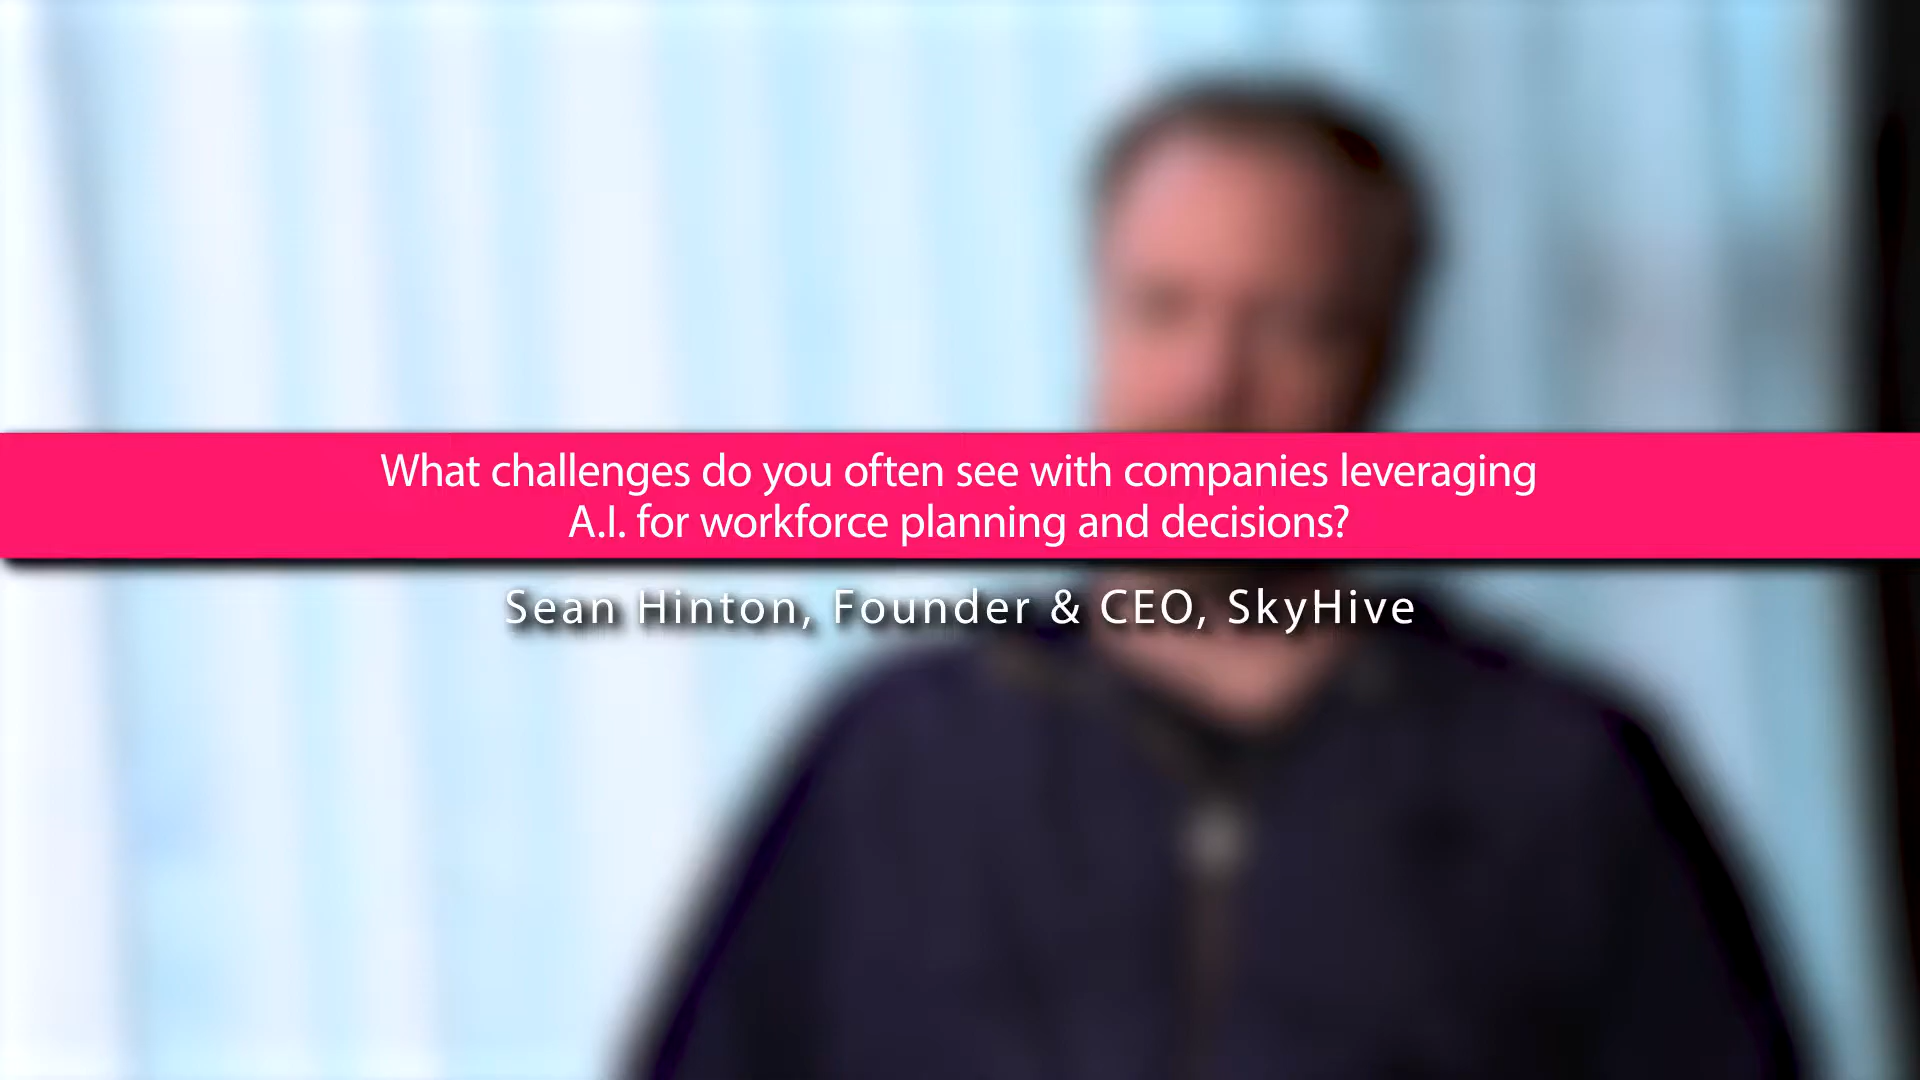 What challenges do you often see with companies leveraging
A.I. for workforce planning and decisions?
Sean Hinton, Founder & CEO, SkyHive